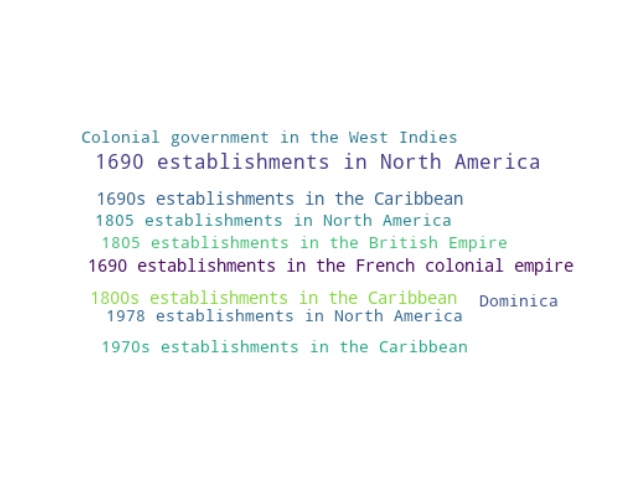 Colonial government in the West Indies
1690 establishments in North America
1690s establishments in the Caribbean
1805 establishments in North America
1805 establishments in the British Empire
1690 establishments in the French colonial empire
1800s establishments in the Caribbean
Dominica
1978 establishments in North America
1970s establishments in the Caribbean